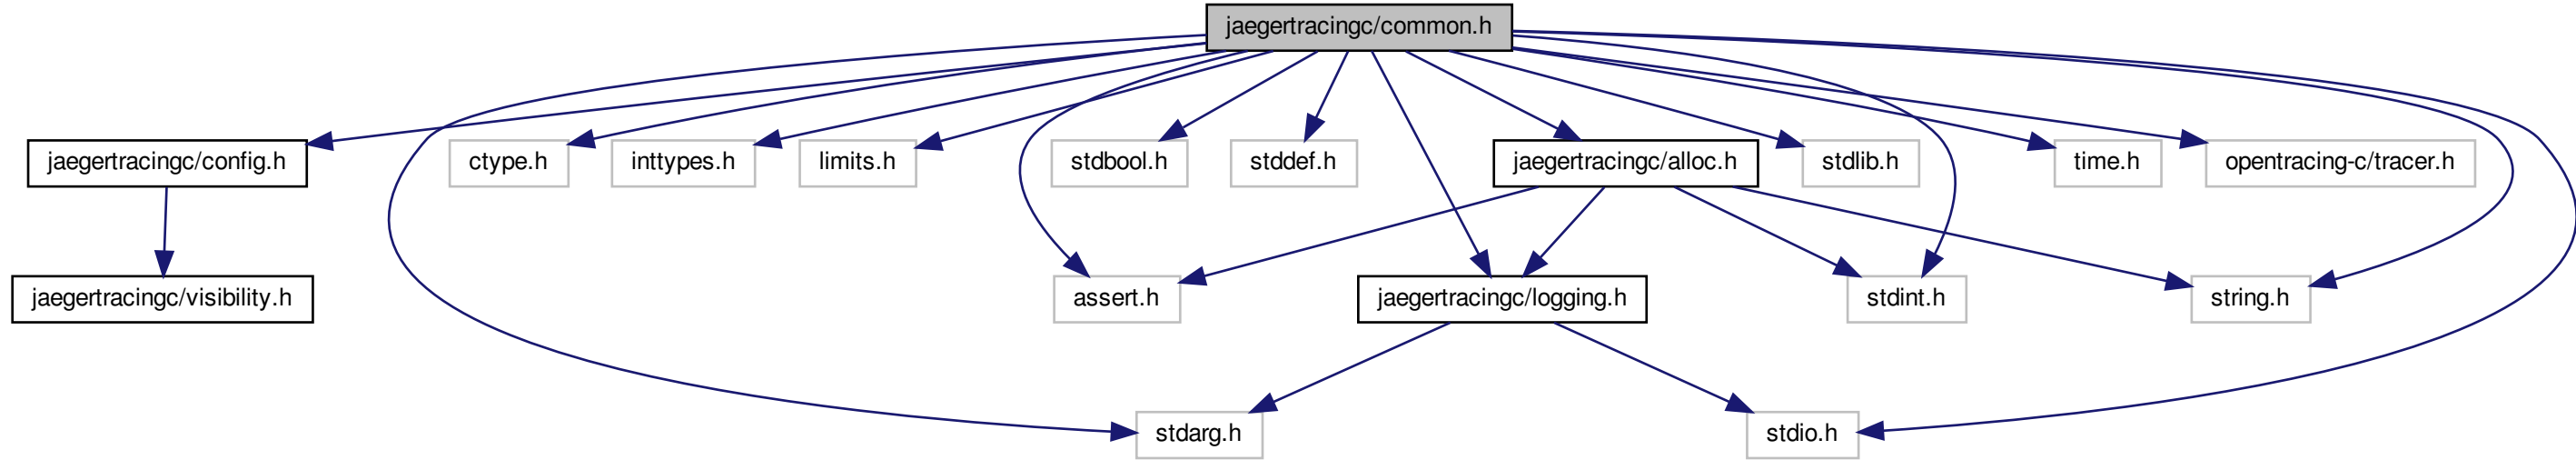 jaegertracingc/common.h
jaegertracingc/config.h
ctype.h
inttypes.h
limits.h
stdbool.h
stddef.h
jaegertracingc/alloc.h
stdlib.h
time.h
opentracing-c/tracer.h
jaegertracingc/visibility.h
assert.h
jaegertracingc/logging.h
stdint.h
string.h
stdarg.h
stdio.h